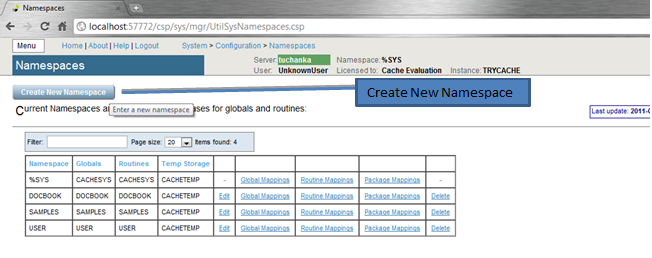 Namespaces
localhost:57772/csp/sys/mgr/UtilSysNamespaces.csp
Menu Home | About | Help | Logout System > Configuration > Namespaces
Namespaces
Server: tuchanka Namespace: %SYS
User: UnknownUser Licensed to: Cache Evaluation Instance: TRYCACHE
Create New Namespace
Create New Namespace
Enter a new namespace
Current Namespaces a ses for globals and routines:
Last update: 2011-0
Filter: Page size: 20 Items found: 4
Namespace Globals Routines Temp Storage
%SYS CACHESYS CACHESYS CACHETEMP - Global Mappings Routine Mappings Package Mappings -
DOCBOOK DOCBOOK DOCBOOK CACHETEMP Edit Global Mappings Routine Mappings Package Mappings Delete
SAMPLES SAMPLES SAMPLES CACHETEMP Edit Global Mappings Routine Mappings Package Mappings Delete
USER USER USER CACHETEMP Edit Global Mappings Routine Mappings Package Mappings Delete